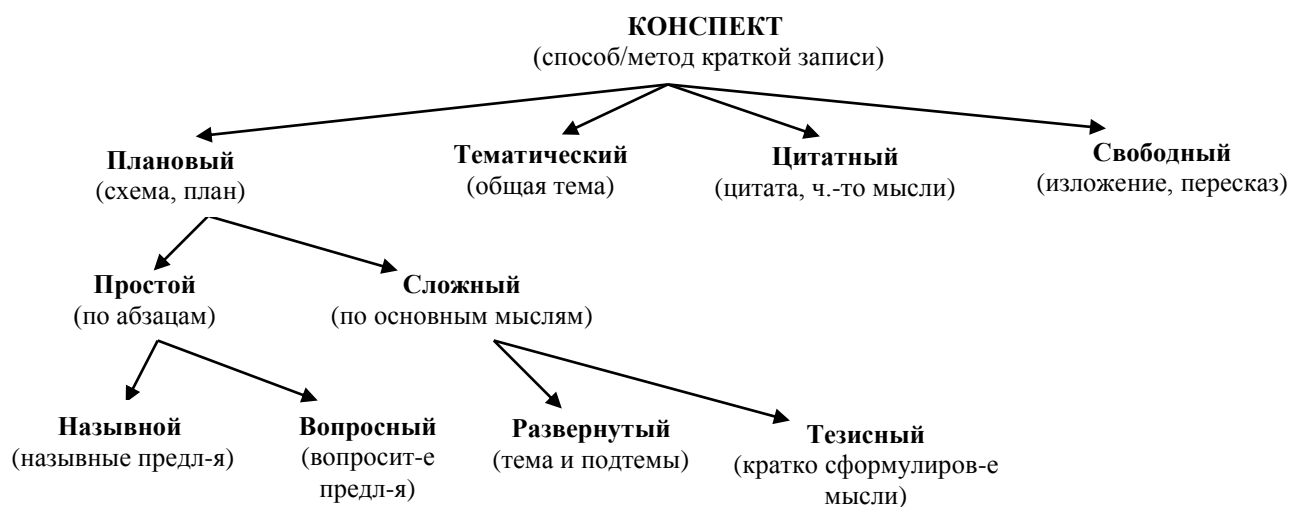 КОНСПЕКТ
(способ/метод краткой записи)
Плановый
(схема, план)
Тематический
(общая тема)
Цитатный
(цитата, ч.-то мысли)
Свободный
(изложение, пересказ)
Простой
(по абзацам)
Сложный
(по основным мыслям)
Назывной
(назывные предл-я)
Вопросный
(вопросит-е
предл-я)
Развернутый
(тема и подтемы)
Тезисный
(кратко сформулиров-е
мысли)